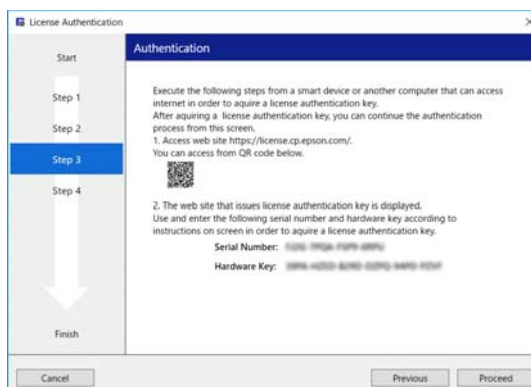 License Authentication
Start
Step 1
Step 2
Step 3
Step 4
Finish
Authentication
Execute the following steps from a smart device or another computer that can access
internet in order to aquire a license authentication key.
After aquiring a license authentication key, you can continue the authentication
process from this screen.
1. Access web site https://license.cp.epson.com/.
You can access from QR code below.
2. The web site that issues license authentication key is displayed.
Use and enter the following serial number and hardware key according to
instructions on screen in order to aquire a license authentication key.
Serial Number:
Hardware Key:
Cancel
Previous
Proceed